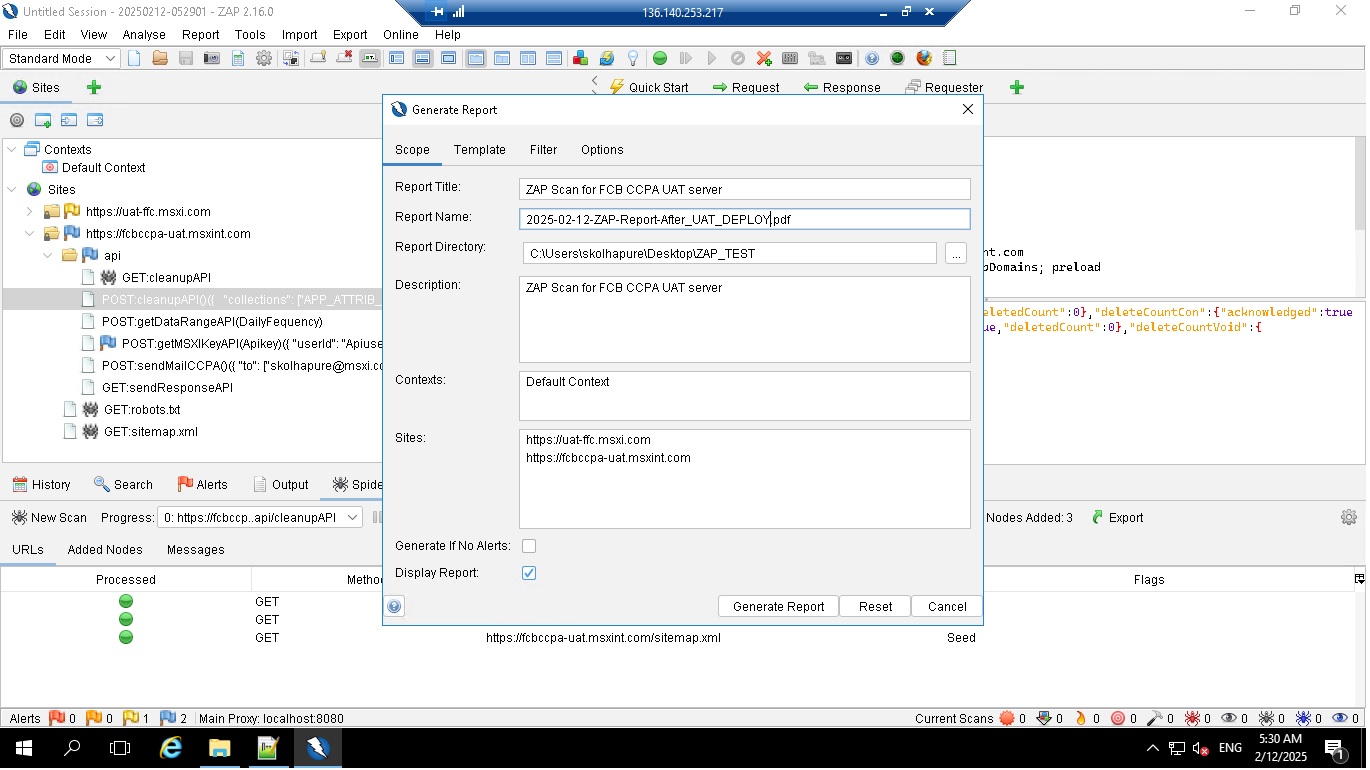 Untitled Session - 20250212-052901 - ZAP 2.16.0
136.140.253.217
File Edit View Analyse Report Tools Import Export Online Help
Standard Mode
Sites
Quick Start Request Response Requester
Generate Report
Scope Template Filter Options
Contexts
Default Context
Sites
https://uat-ffc.msxi.com
https://fcbccpa-uat.msxint.com
api
GET:cleanupAPI
POST:cleanupAPI()({ "collections": ["APP_ATTRIB_
POST:getDataRangeAPI(DailyFequency)
POST:getMSXIKeyAPI(Apikey)({ "userId": "Apiuse
POST:sendMailCCPA()({ "to": ["skolhapure@msxi.co
GET:sendResponseAPI
GET:robots.txt
GET:sitemap.xml
Report Title: ZAP Scan for FCB CCPA UAT server
Report Name: 2025-02-12-ZAP-Report-After_UAT_DEPLOY.pdf
Report Directory: C:\Users\skolhapure\Desktop\ZAP_TEST ...
Description: ZAP Scan for FCB CCPA UAT server
Contexts: Default Context
Sites: https://uat-ffc.msxi.com
https://fcbccpa-uat.msxint.com
Generate If No Alerts:
Display Report:
Generate Report Reset Cancel
nt.com
Domains; preload
eletedCount":0},"deleteCountCon":{"acknowledged":true
ue,"deletedCount":0},"deleteCountVoid":{
History Search Alerts Output Spide
New Scan Progress: 0: https://fcbccp..api/cleanupAPI Nodes Added: 3 Export
URLs Added Nodes Messages
Processed Metho Flags
GET
GET
GET https://fcbccpa-uat.msxint.com/sitemap.xml Seed
Alerts 0 0 1 2 Main Proxy: localhost:8080 Current Scans 0 0 0 0 0 0 0 0 0 0
ENG 5:30 AM
2/12/2025 1